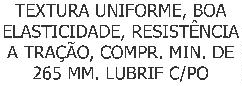 TEXTURA UNIFORME, BOA
ELASTICIDADE, RESISTÊNCIA
A TRAÇÃO, COMPR. MIN. DE
265 MM. LUBRIF C/PO